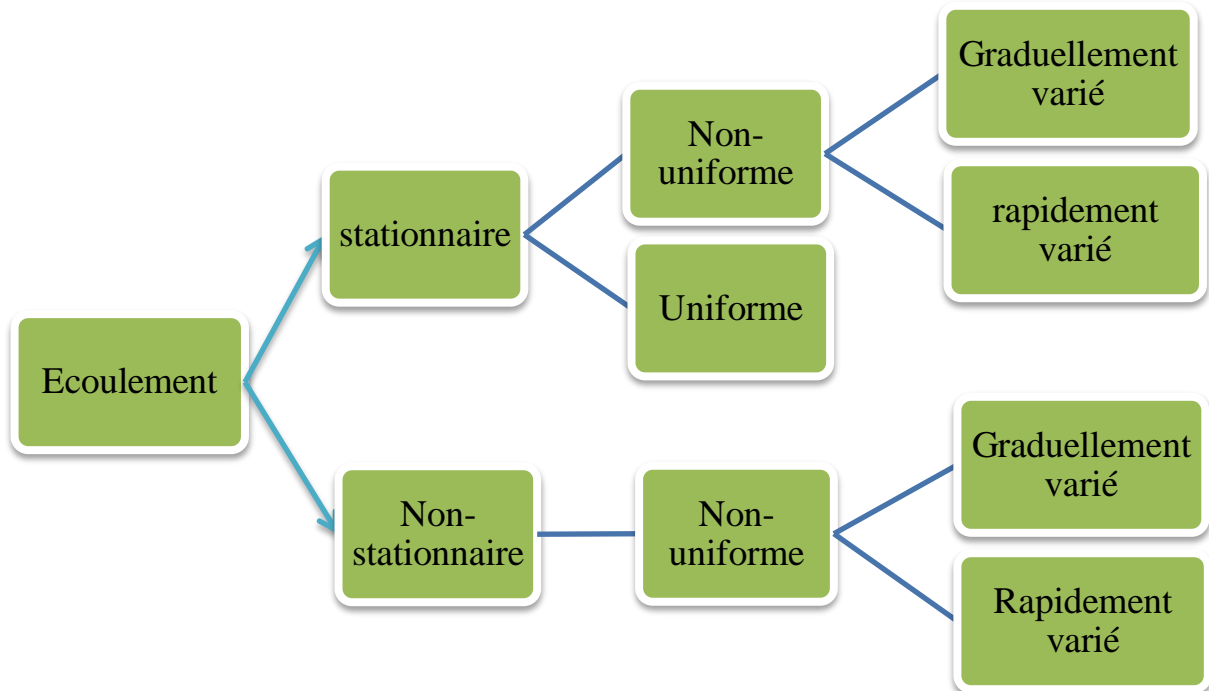 Ecoulement
stationnaire
Non-
uniforme
Graduellement
varié
rapidement
varié
Uniforme
Non-
stationnaire
Non-
uniforme
Graduellement
varié
Rapidement
varié